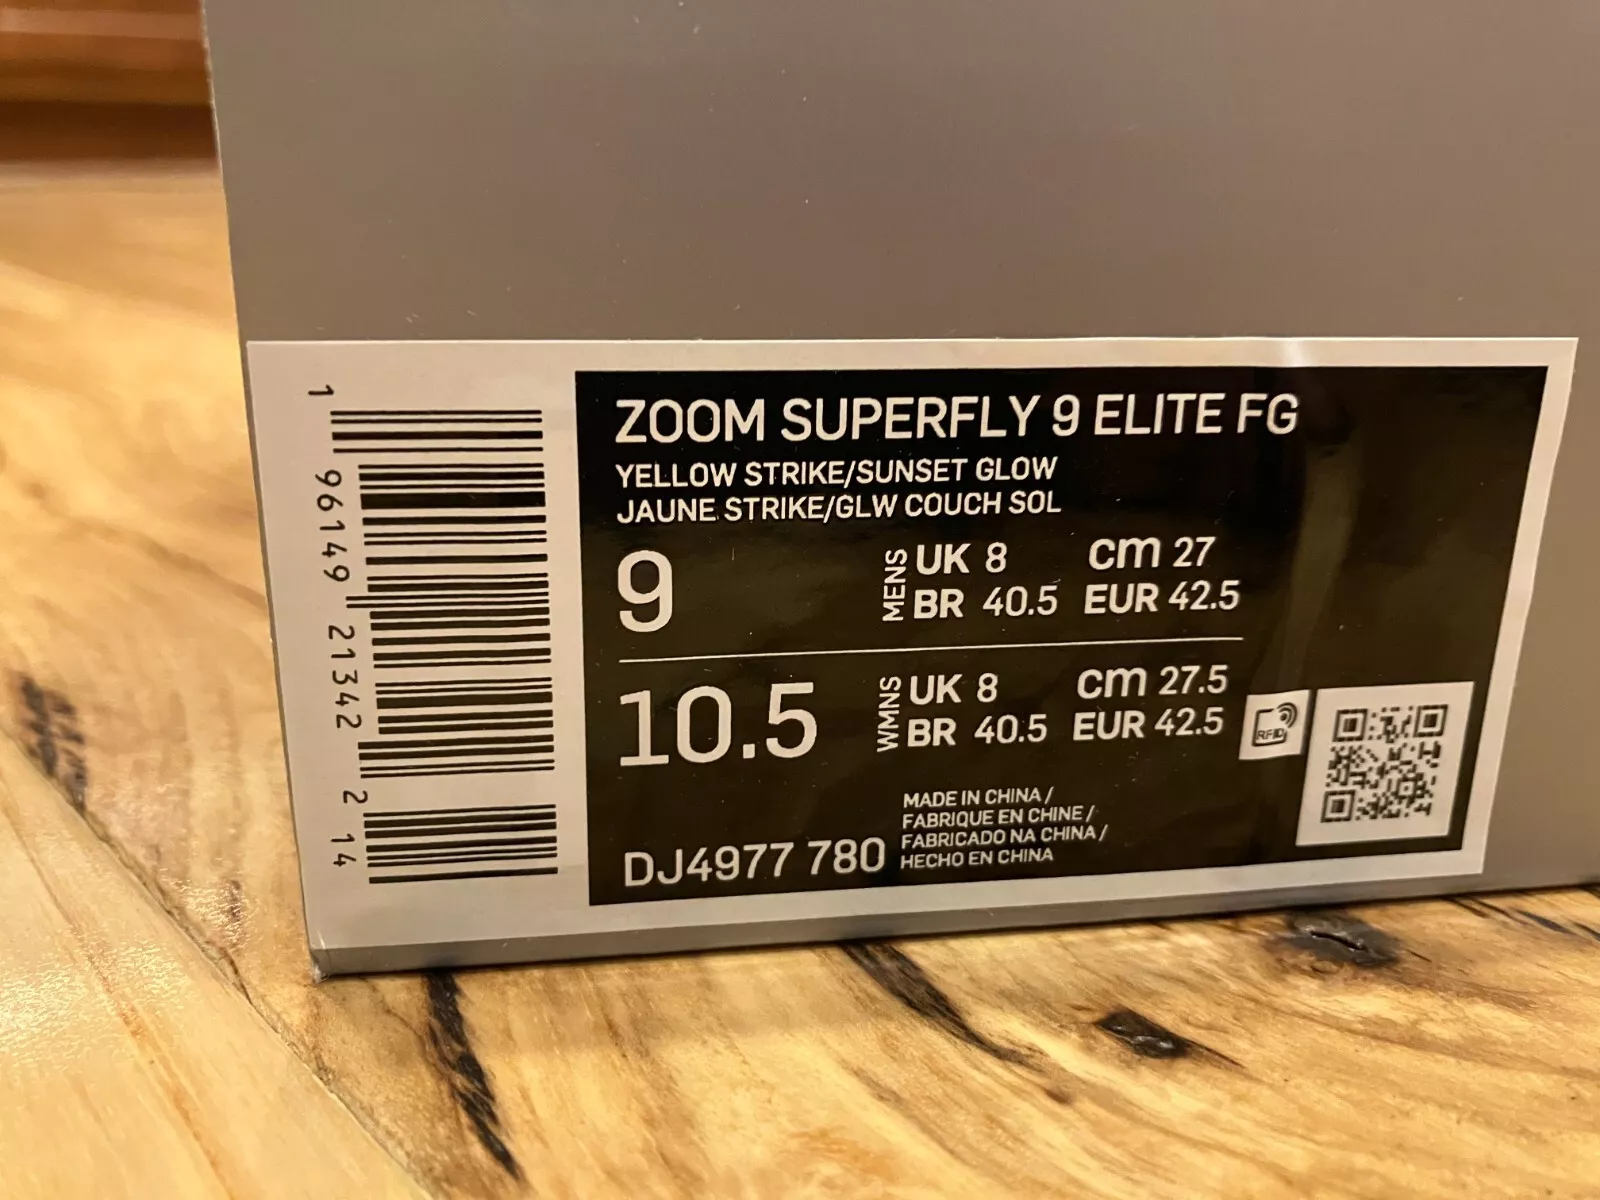 1 96149 21342 2 14
ZOOM SUPERFLY 9 ELITE FG
YELLOW STRIKE/SUNSET GLOW
JAUNE STRIKE/GLW COUCH SOL
9 MENS UK 8 cm 27
BR 40.5 EUR 42.5
10.5 WMNS UK 8 cm 27.5
BR 40.5 EUR 42.5
RFID
MADE IN CHINA /
FABRIQUE EN CHINE /
FABRICADO NA CHINA /
HECHO EN CHINA
DJ4977 780